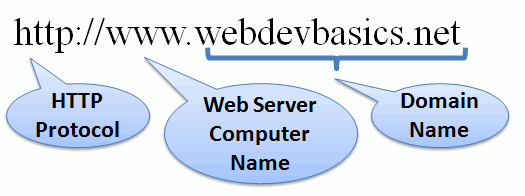 http://www.webdevbasics.net
HTTP
Protocol
Web Server
Computer
Name
Domain
Name